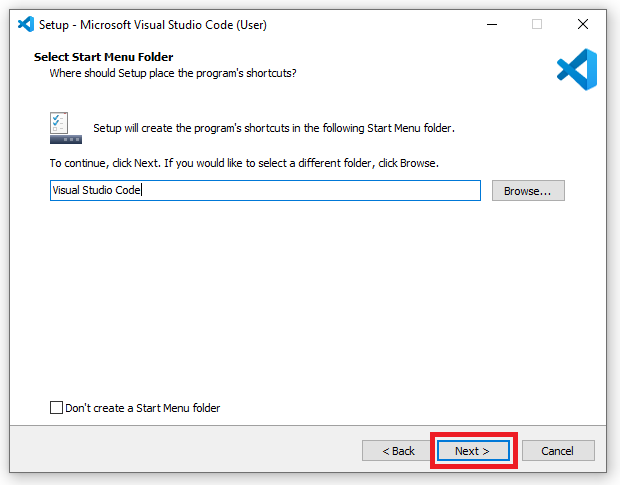 Setup - Microsoft Visual Studio Code (User)
Select Start Menu Folder
Where should Setup place the program's shortcuts?
Setup will create the program's shortcuts in the following Start Menu folder.
To continue, click Next. If you would like to select a different folder, click Browse.
Visual Studio Code
Browse...
Don't create a Start Menu folder
< Back
Next >
Cancel